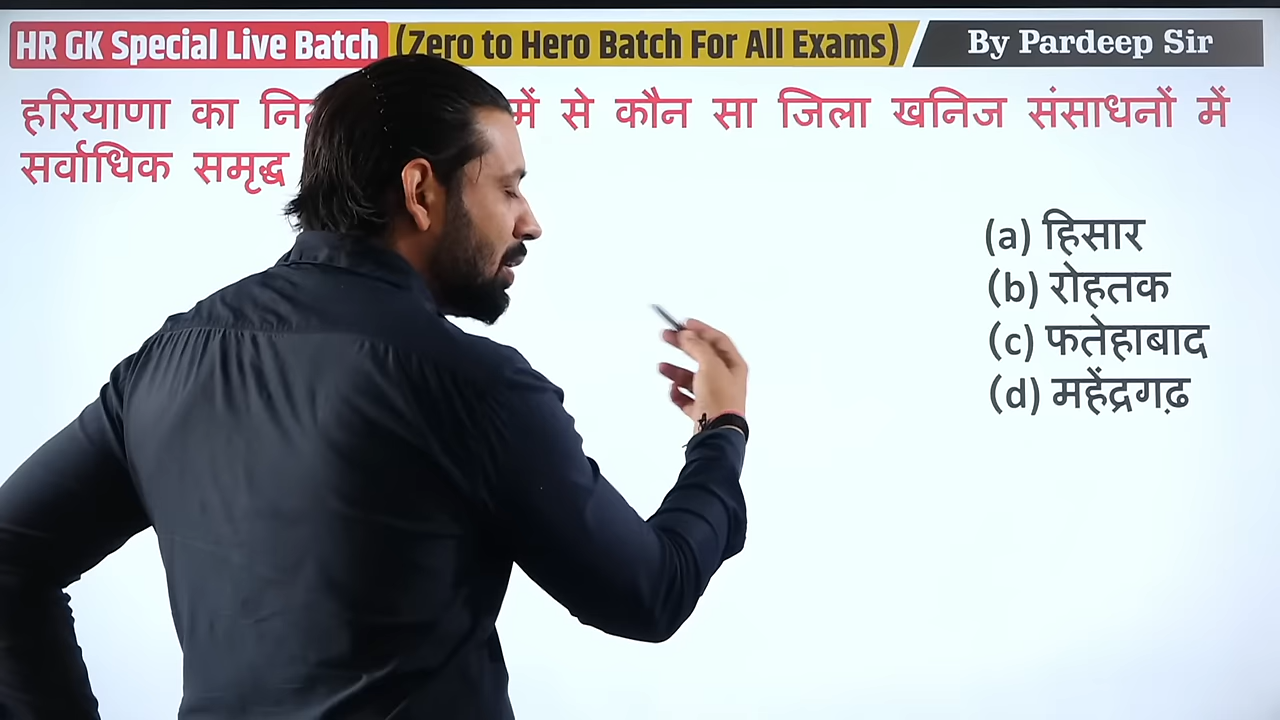 HR GK Special Live Batch (Zero to Hero Batch For All Exams) By Pardeep Sir
हरियाणा का में से कौन सा जिला खनिज संसाधनों में
सर्वाधिक समृद्ध
(a) हिसार
(b) रोहतक
(c) फतेहाबाद
(d) महेंद्रगढ़